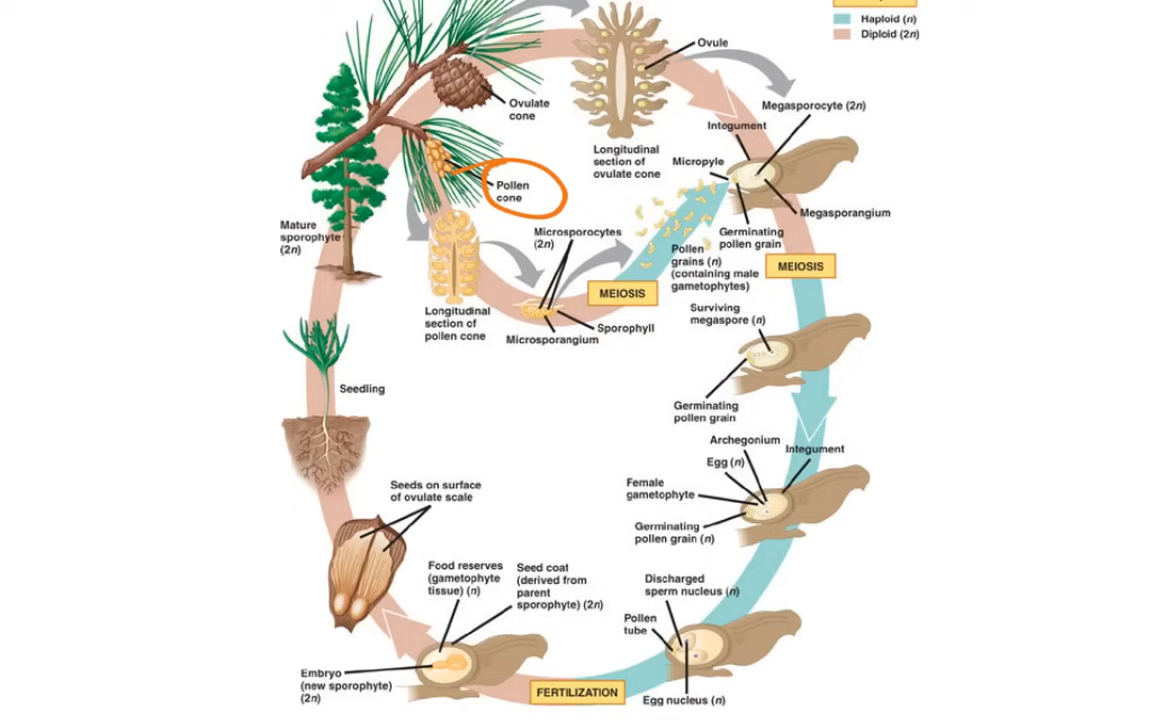 Haploid (n)
Diploid (2n)
Ovule
Ovulate
cone
Megasporocyte (2n)
Integument
Longitudinal
section of
ovulate cone
Micropyle
Pollen
cone
Megasporangium
Germinating
pollen grain
Mature
sporophyte
(2n)
Microsporocytes
(2n)
Pollen
grains (n)
(containing male
gametophytes)
MEIOSIS
MEIOSIS
Longitudinal
section of
pollen cone
Sporophyll
Microsporangium
Surviving
megaspore (n)
Seedling
Germinating
pollen grain
Archegonium
Integument
Egg (n)
Female
gametophyte
Germinating
pollen grain (n)
Seeds on surface
of ovulate scale
Food reserves
(gametophyte
tissue) (n)
Seed coat
(derived from
parent
sporophyte) (2n)
Discharged
sperm nucleus (n)
Pollen
tube
Embryo
(new sporophyte)
(2n)
FERTILIZATION
Egg nucleus (n)